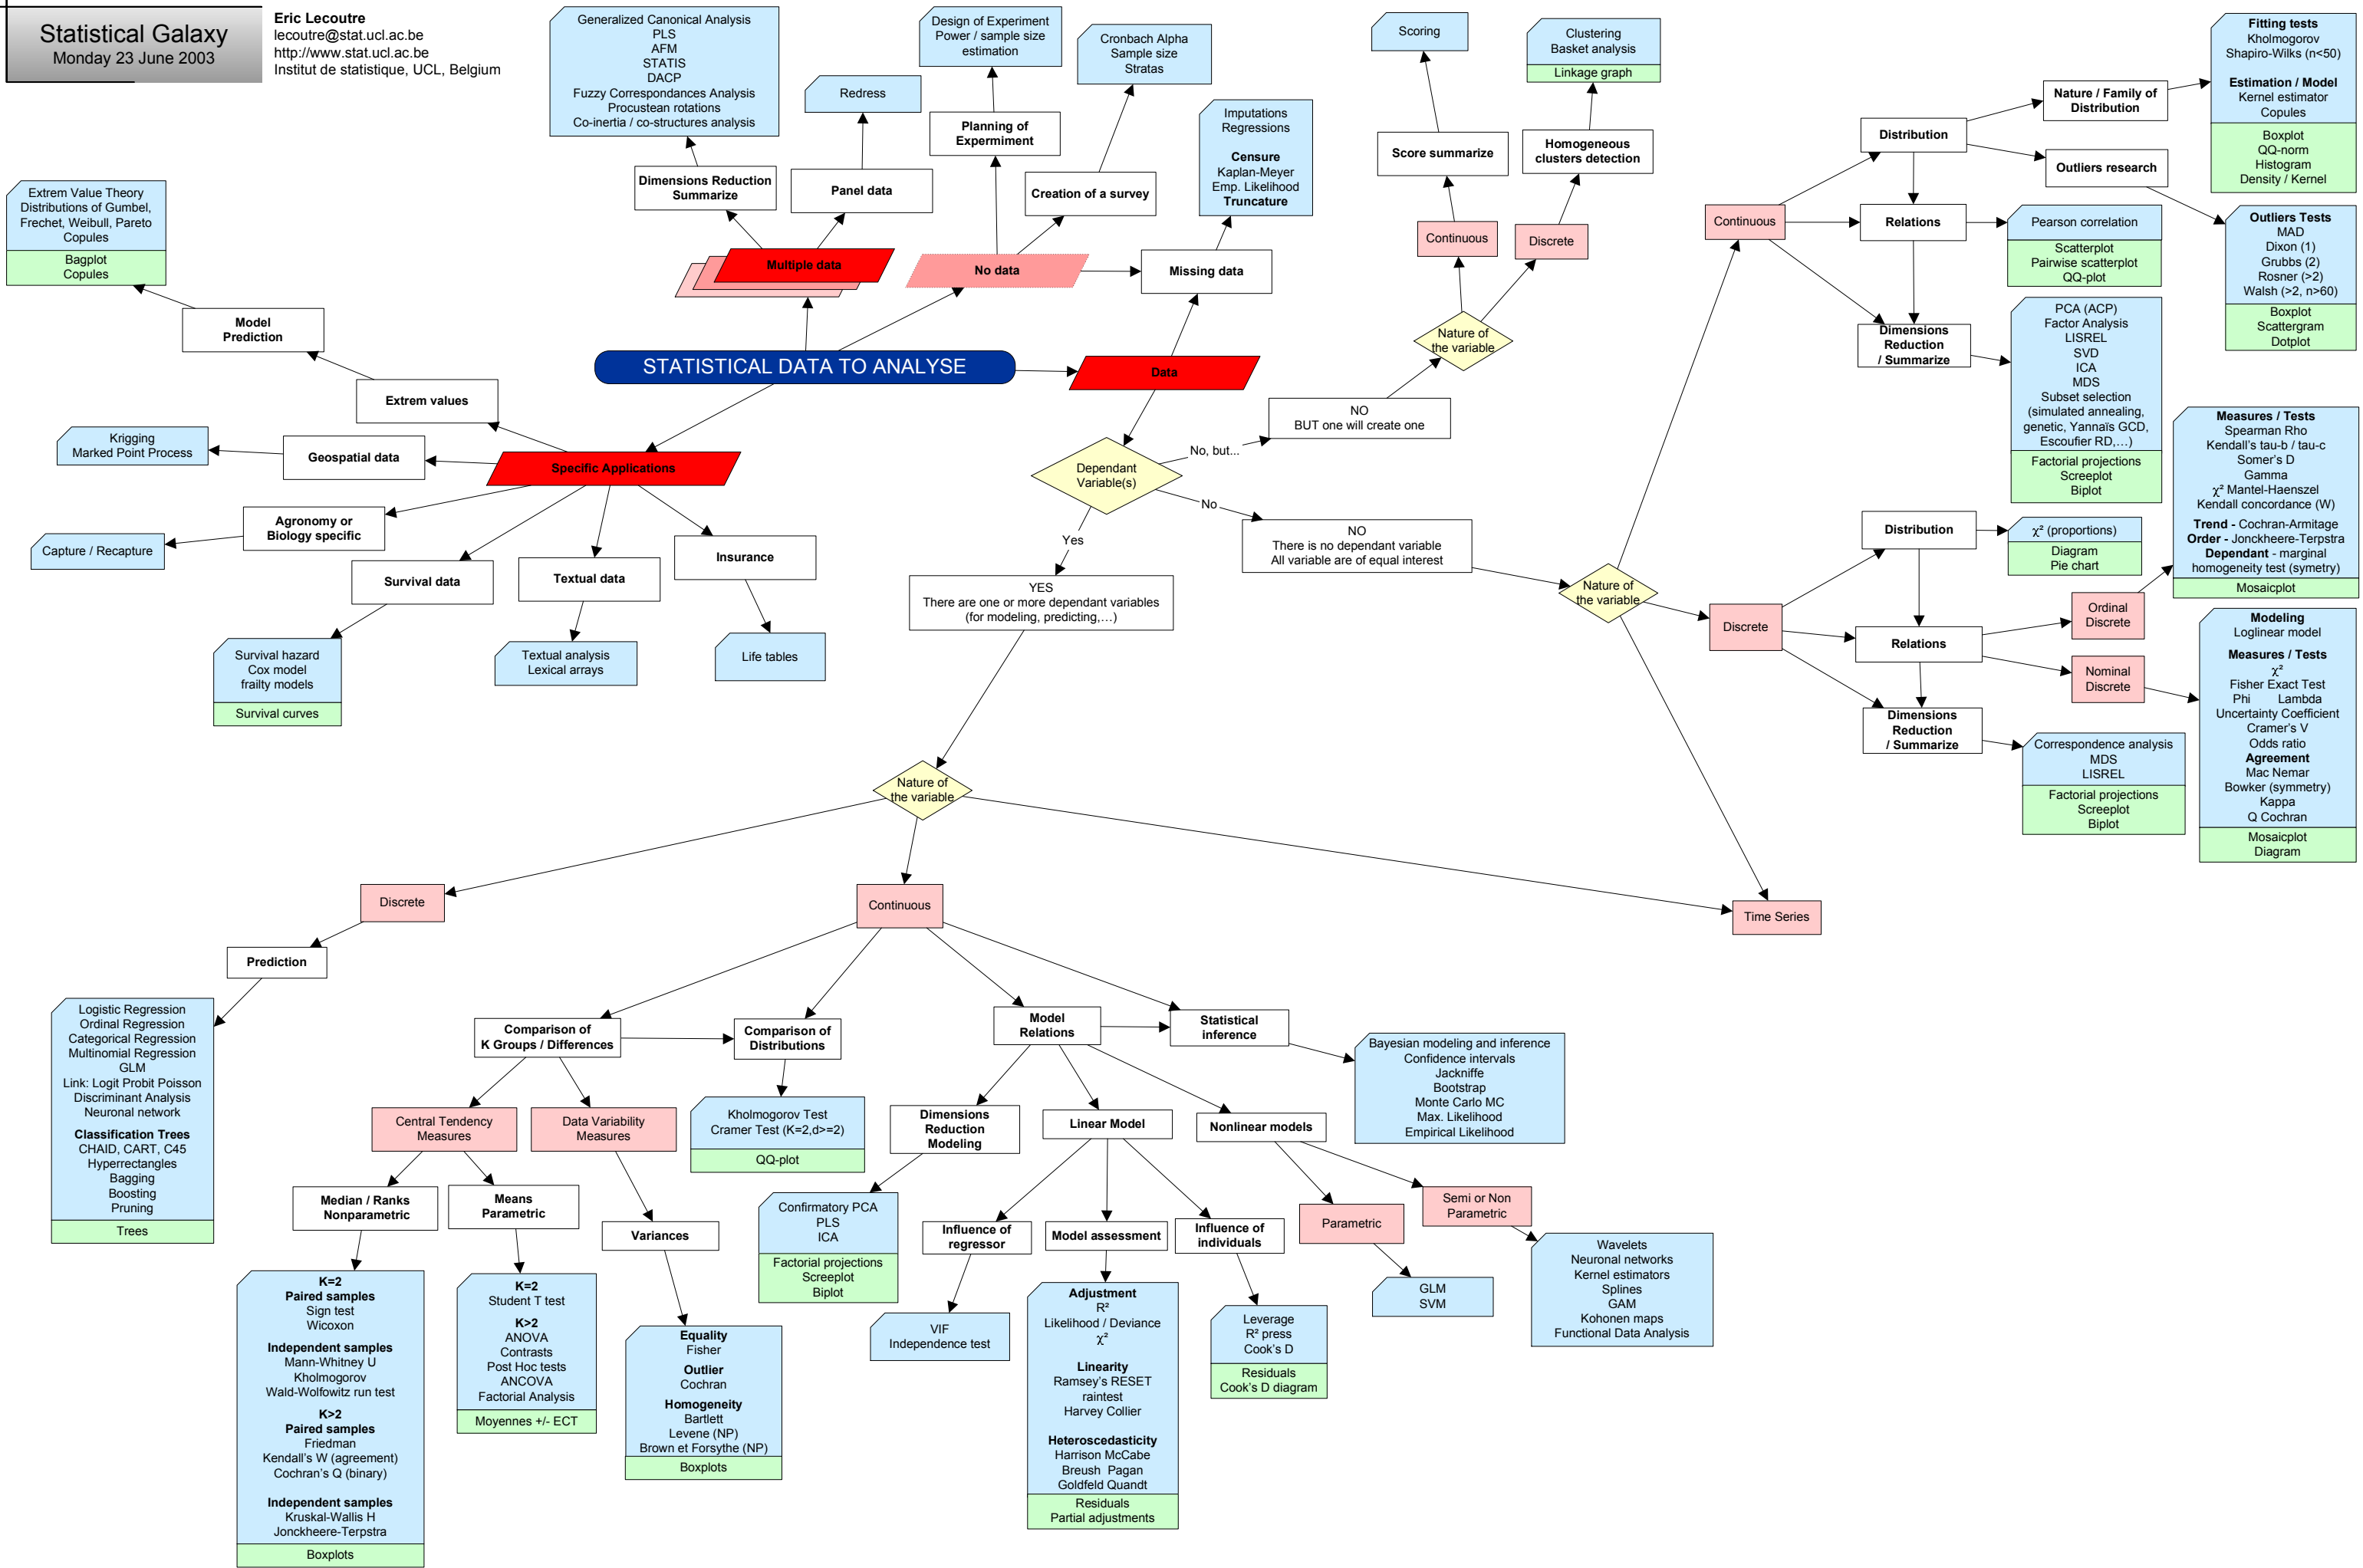 Statistical Galaxy
Monday 23 June 2003
Eric Lecoutre
lecoutre@stat.ucl.ac.be
http://www.stat.ucl.ac.be
Institut de statistique, UCL, Belgium
Generalized Canonical Analysis
PLS
AFM
STATIS
DACP
Fuzzy Correspondances Analysis
Procustean rotations
Co-inertia / co-structures analysis
Redress
Design of Experiment
Power / sample size
estimation
Cronbach Alpha
Sample size
Stratas
Imputations
Regressions
Censure
Kaplan-Meyer
Emp. Likelihood
Truncature
Scoring
Clustering
Basket analysis
Linkage graph
Dimensions Reduction
Summarize
Panel data
Planning of
Expermiment
Creation of a survey
Score summarize
Homogeneous
clusters detection
Multiple data
No data
Missing data
Continuous
Discrete
Nature of
the variable
Extrem Value Theory
Distributions of Gumbel,
Frechet, Weibull, Pareto
Copules
Bagplot
Copules
Model
Prediction
Extrem values
STATISTICAL DATA TO ANALYSE
Data
NO
BUT one will create one
No, but...
Dependant
Variable(s)
No
Yes
NO
There is no dependant variable
All variable are of equal interest
YES
There are one or more dependant variables
(for modeling, predicting,…)
Krigging
Marked Point Process
Geospatial data
Specific Applications
Agronomy or
Biology specific
Capture / Recapture
Survival data
Textual data
Insurance
Survival hazard
Cox model
frailty models
Survival curves
Textual analysis
Lexical arrays
Life tables
Nature of
the variable
Continuous
Distribution
Nature / Family of
Distribution
Outliers research
Relations
Dimensions
Reduction
/ Summarize
Fitting tests
Kholmogorov
Shapiro-Wilks (n<50)
Estimation / Model
Kernel estimator
Copules
Boxplot
QQ-norm
Histogram
Density / Kernel
Pearson correlation
Scatterplot
Pairwise scatterplot
QQ-plot
Outliers Tests
MAD
Dixon (1)
Grubbs (2)
Rosner (>2)
Walsh (>2, n>60)
Boxplot
Scattergram
Dotplot
PCA (ACP)
Factor Analysis
LISREL
SVD
ICA
MDS
Subset selection
(simulated annealing,
genetic, Yannaïs GCD,
Escoufier RD,…)
Factorial projections
Screeplot
Biplot
Discrete
Distribution
χ² (proportions)
Diagram
Pie chart
Relations
Ordinal
Discrete
Nominal
Discrete
Dimensions
Reduction
/ Summarize
Measures / Tests
Spearman Rho
Kendall's tau-b / tau-c
Somer's D
Gamma
χ² Mantel-Haenszel
Kendall concordance (W)
Trend - Cochran-Armitage
Order - Jonckheere-Terpstra
Dependant - marginal
homogeneity test (symetry)
Mosaicplot
Modeling
Loglinear model
Measures / Tests
χ²
Fisher Exact Test
Phi Lambda
Uncertainty Coefficient
Cramer's V
Odds ratio
Agreement
Mac Nemar
Bowker (symmetry)
Kappa
Q Cochran
Mosaicplot
Diagram
Correspondence analysis
MDS
LISREL
Factorial projections
Screeplot
Biplot
Nature of
the variable
Discrete
Continuous
Time Series
Prediction
Logistic Regression
Ordinal Regression
Categorical Regression
Multinomial Regression
GLM
Link: Logit Probit Poisson
Discriminant Analysis
Neuronal network
Classification Trees
CHAID, CART, C45
Hyperrectangles
Bagging
Boosting
Pruning
Trees
Comparison of
K Groups / Differences
Comparison of
Distributions
Model
Relations
Statistical
inference
Bayesian modeling and inference
Confidence intervals
Jackniffe
Bootstrap
Monte Carlo MC
Max. Likelihood
Empirical Likelihood
Central Tendency
Measures
Data Variability
Measures
Kholmogorov Test
Cramer Test (K=2,d>=2)
QQ-plot
Dimensions
Reduction
Modeling
Linear Model
Nonlinear models
Median / Ranks
Nonparametric
Means
Parametric
Variances
Confirmatory PCA
PLS
ICA
Factorial projections
Screeplot
Biplot
Influence of
regressor
Model assessment
Influence of
individuals
Parametric
Semi or Non
Parametric
K=2
Paired samples
Sign test
Wicoxon
Independent samples
Mann-Whitney U
Kholmogorov
Wald-Wolfowitz run test
K>2
Paired samples
Friedman
Kendall's W (agreement)
Cochran's Q (binary)
Independent samples
Kruskal-Wallis H
Jonckheere-Terpstra
Boxplots
K=2
Student T test
K>2
ANOVA
Contrasts
Post Hoc tests
ANCOVA
Factorial Analysis
Moyennes +/- ECT
Equality
Fisher
Outlier
Cochran
Homogeneity
Bartlett
Levene (NP)
Brown et Forsythe (NP)
Boxplots
VIF
Independence test
Adjustment
R²
Likelihood / Deviance
χ²
Linearity
Ramsey's RESET
raintest
Harvey Collier
Heteroscedasticity
Harrison McCabe
Breush Pagan
Goldfeld Quandt
Residuals
Partial adjustments
Leverage
R² press
Cook's D
Residuals
Cook's D diagram
GLM
SVM
Wavelets
Neuronal networks
Kernel estimators
Splines
GAM
Kohonen maps
Functional Data Analysis